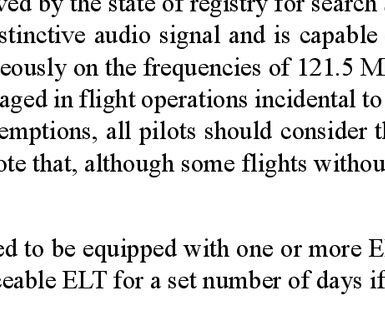 ved by the state of registry for search
stinctive audio signal and is capable
eously on the frequencies of 121.5 M
aged in flight operations incidental to
emptions, all pilots should consider t
ote that, although some flights withou
ed to be equipped with one or more E
eable ELT for a set number of days if